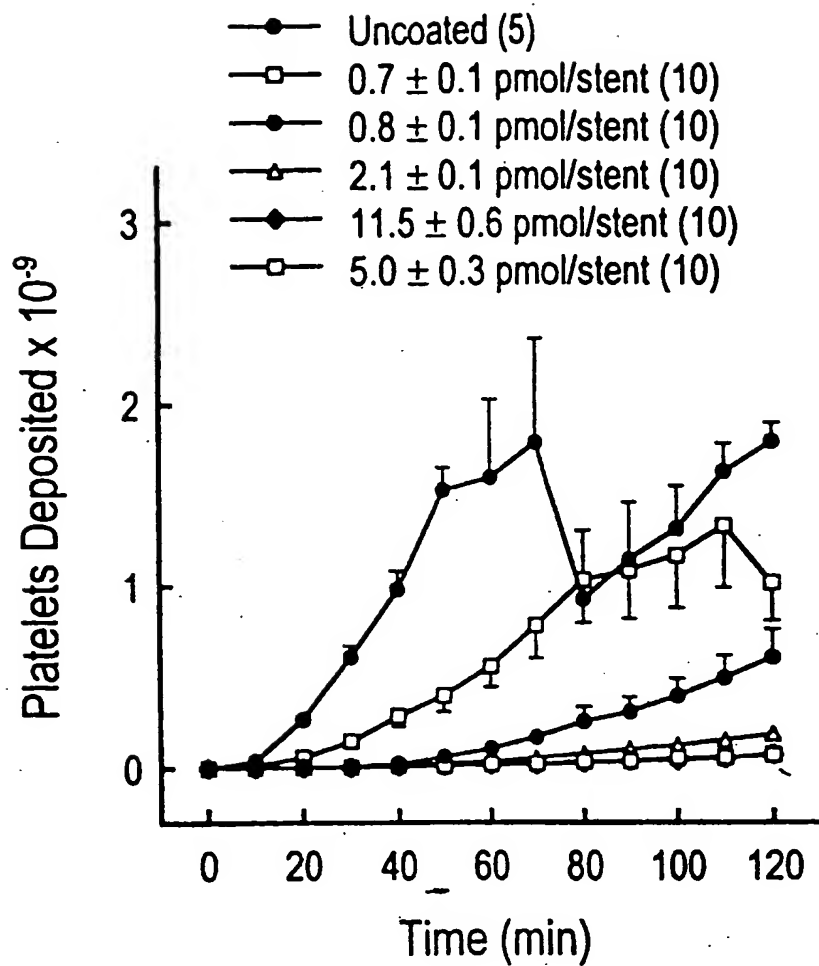 Uncoated (5)
0.7 ± 0.1 pmol/stent (10)
0.8 ± 0.1 pmol/stent (10)
2.1 ± 0.1 pmol/stent (10)
11.5 ± 0.6 pmol/stent (10)
5.0 ± 0.3 pmol/stent (10)
Platelets Deposited x 10⁻⁹
3
2
1
0
0 20 40 60 80 100 120
Time (min)